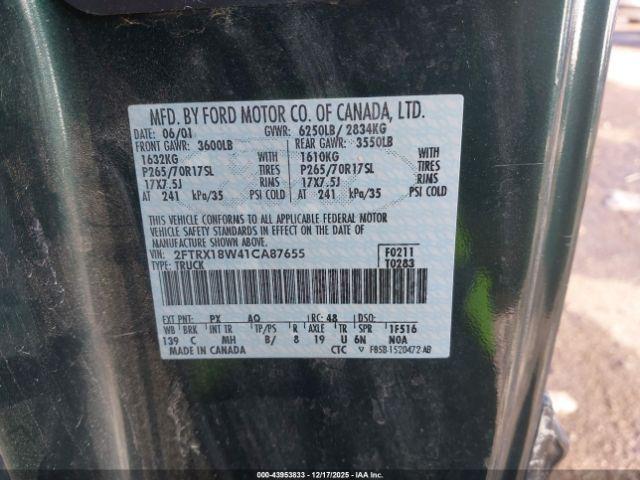 MFD. BY FORD MOTOR CO. OF CANADA, LTD.
DATE: 06/01 GVWR: 6250LB/ 2834KG
FRONT GAWR: 3600LB REAR GAWR: 3550LB
1632KG WITH 1610KG WITH
P265/70R17SL TIRES P265/70R17SL TIRES
17X7.5J RIMS 17X7.5J RIMS
AT 241 kPa/35 PSI COLD AT 241 kPa/35 PSI COLD
THIS VEHICLE CONFORMS TO ALL APPLICABLE FEDERAL MOTOR
VEHICLE SAFETY STANDARDS IN EFFECT ON THE DATE OF
MANUFACTURE SHOWN ABOVE.
VIN: 2FTRX18W41CA87655 F0211
TYPE: TRUCK T0283
EXT PNT: PX AQ RC: 48 DSO:
WB BRK INT TR TP/PS R AXLE TR SPR 1F516
139 C MH B/ 8 19 U 6N N0A
MADE IN CANADA CTC F85B-1520472-AB
000-43953833 - 12/17/2025 - IAA Inc.